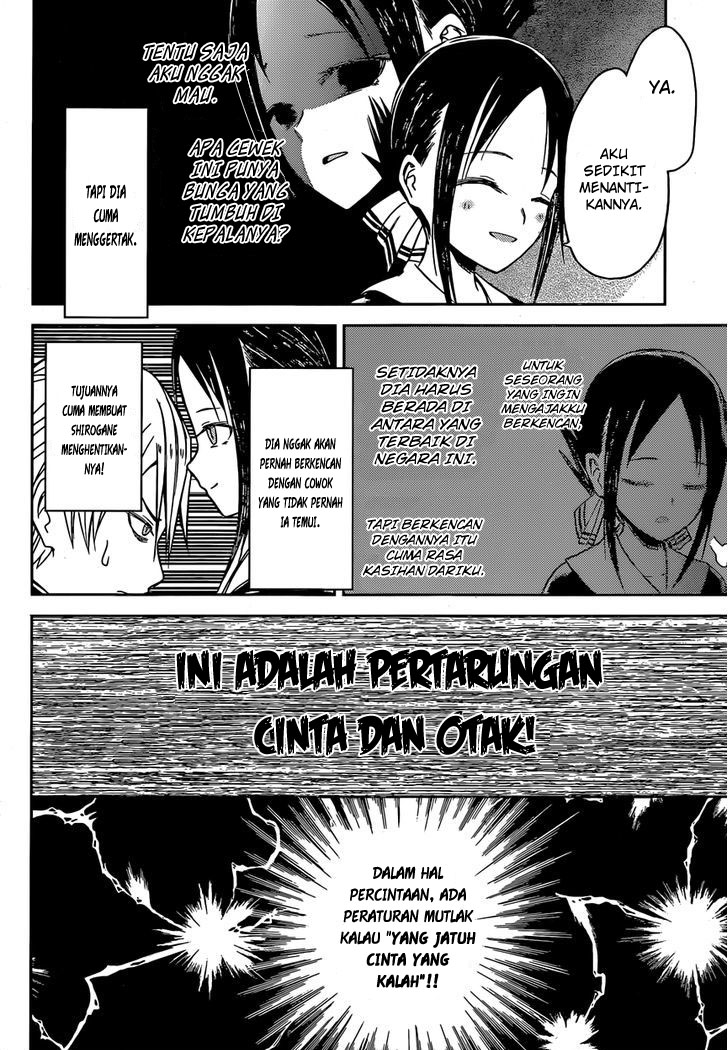 YA.
AKU
SEDIKIT
MENANTI-
KANNYA.
TENTU SAJA
AKU NGGAK
MAU.
APA CEWEK
INI PUNYA
BUNGA YANG
TUMBUH DI
KEPALANYA?
TAPI DIA
CUMA
MENGGERTAK.
UNTUK
SESEORANG
YANG INGIN
MENGAJAKKU
BERKENCAN,
SETIDAKNYA
DIA HARUS
BERADA DI
ANTARA YANG
TERBAIK DI
NEGARA INI.
TAPI BERKENCAN
DENGANNYA ITU
CUMA RASA
KASIHAN DARIKU.
DIA NGGAK AKAN
PERNAH BERKENCAN
DENGAN COWOK
YANG TIDAK PERNAH
IA TEMUI.
TUJUANNYA
CUMA MEMBUAT
SHIROGANE
MENGHENTIKAN-
NYA!
INI ADALAH PERTARUNGAN
CINTA DAN OTAK!
DALAM HAL
PERCINTAAN, ADA
PERATURAN MUTLAK
KALAU "YANG JATUH
CINTA YANG
KALAH"!!